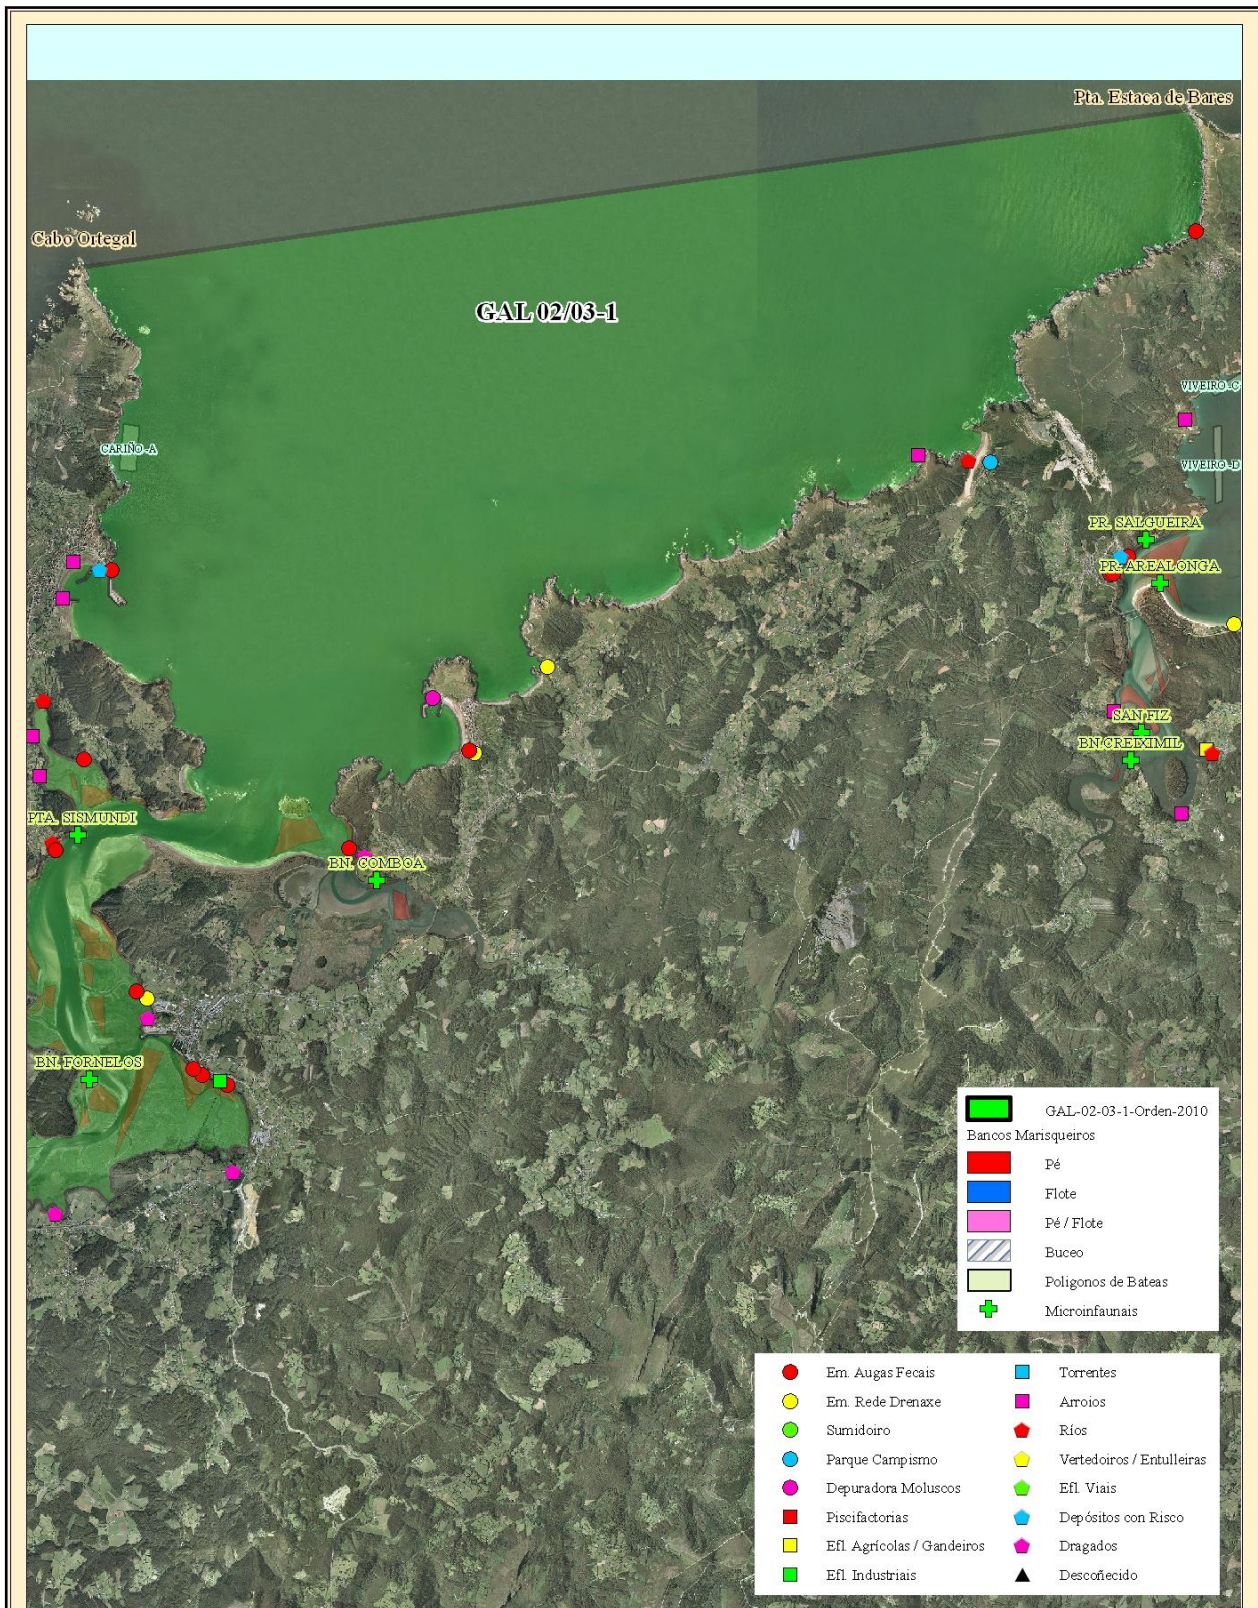 Pta. Estaca de Bares
Cabo Ortegal
GAL 02/03-1
VIVEIRO-C
CARIÑO-A
VIVEIRO-D
PR. SALGUEIRA
PR. AREALONGA
SAN FIZ
BN.CREIXIMIL
PTA. SISMUNDI
BN. COMBOA
BN. FORNELOS
GAL-02-03-1-Orden-2010
Bancos Marisqueiros
Pé
Flote
Pé / Flote
Buceo
Poligonos de Bateas
Microinfaunais
Em. Augas Fecais
Em. Rede Drenaxe
Sumidoiro
Parque Campismo
Depuradora Moluscos
Piscifactorias
Efl. Agrícolas / Gandeiros
Efl. Industriais
Torrentes
Arroios
Ríos
Vertedoiros / Entulleiras
Efl. Viais
Depósitos con Risco
Dragados
Descoñecido